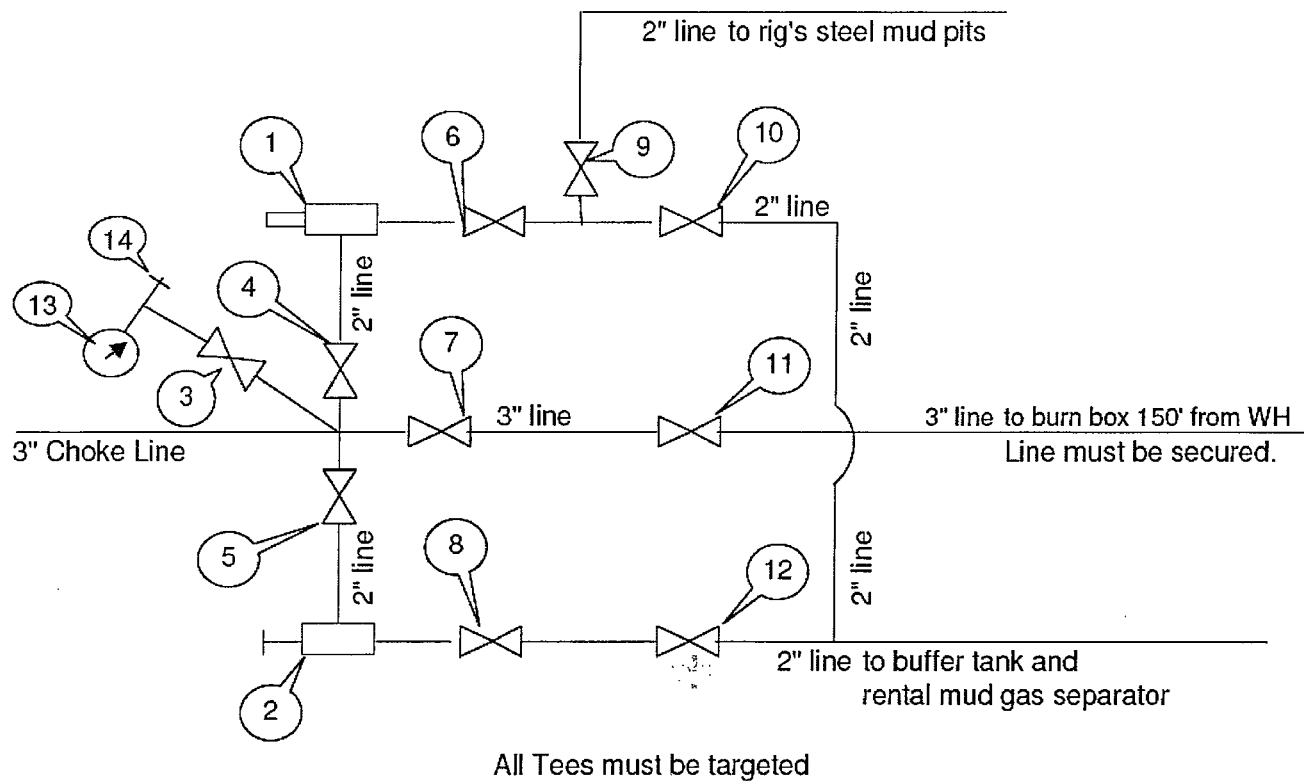 2" line to rig's steel mud pits
1
6
9
10
2" line
14
13
4
2" line
2" line
3
7
11
3" Choke Line
3" line
3" line to burn box 150' from WH
Line must be secured.
5
2" line
8
12
2" line
2
2" line to buffer tank and
rental mud gas separator
All Tees must be targeted